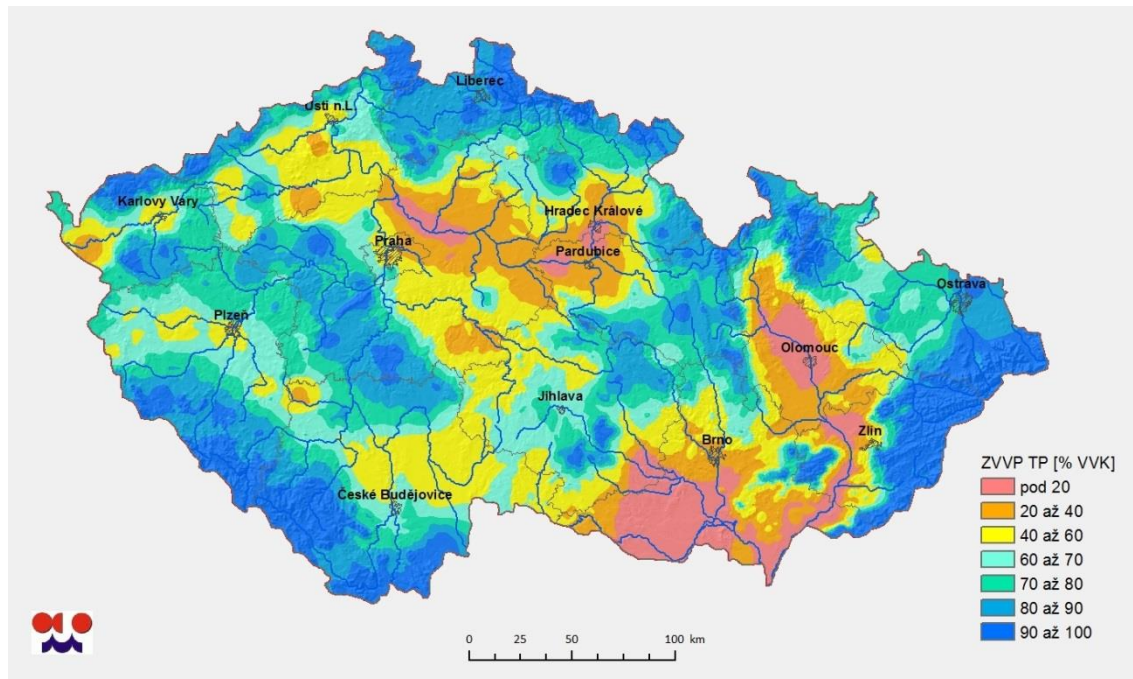 Liberec
Ústí n.L.
Karlovy Váry
Hradec Králové
Praha
Pardubice
Ostrava
Plzeň
Olomouc
Jihlava
Zlín
Brno
České Budějovice
ZVVP TP [% VVK]
pod 20
20 až 40
40 až 60
60 až 70
70 až 80
80 až 90
90 až 100
0 25 50 100 km